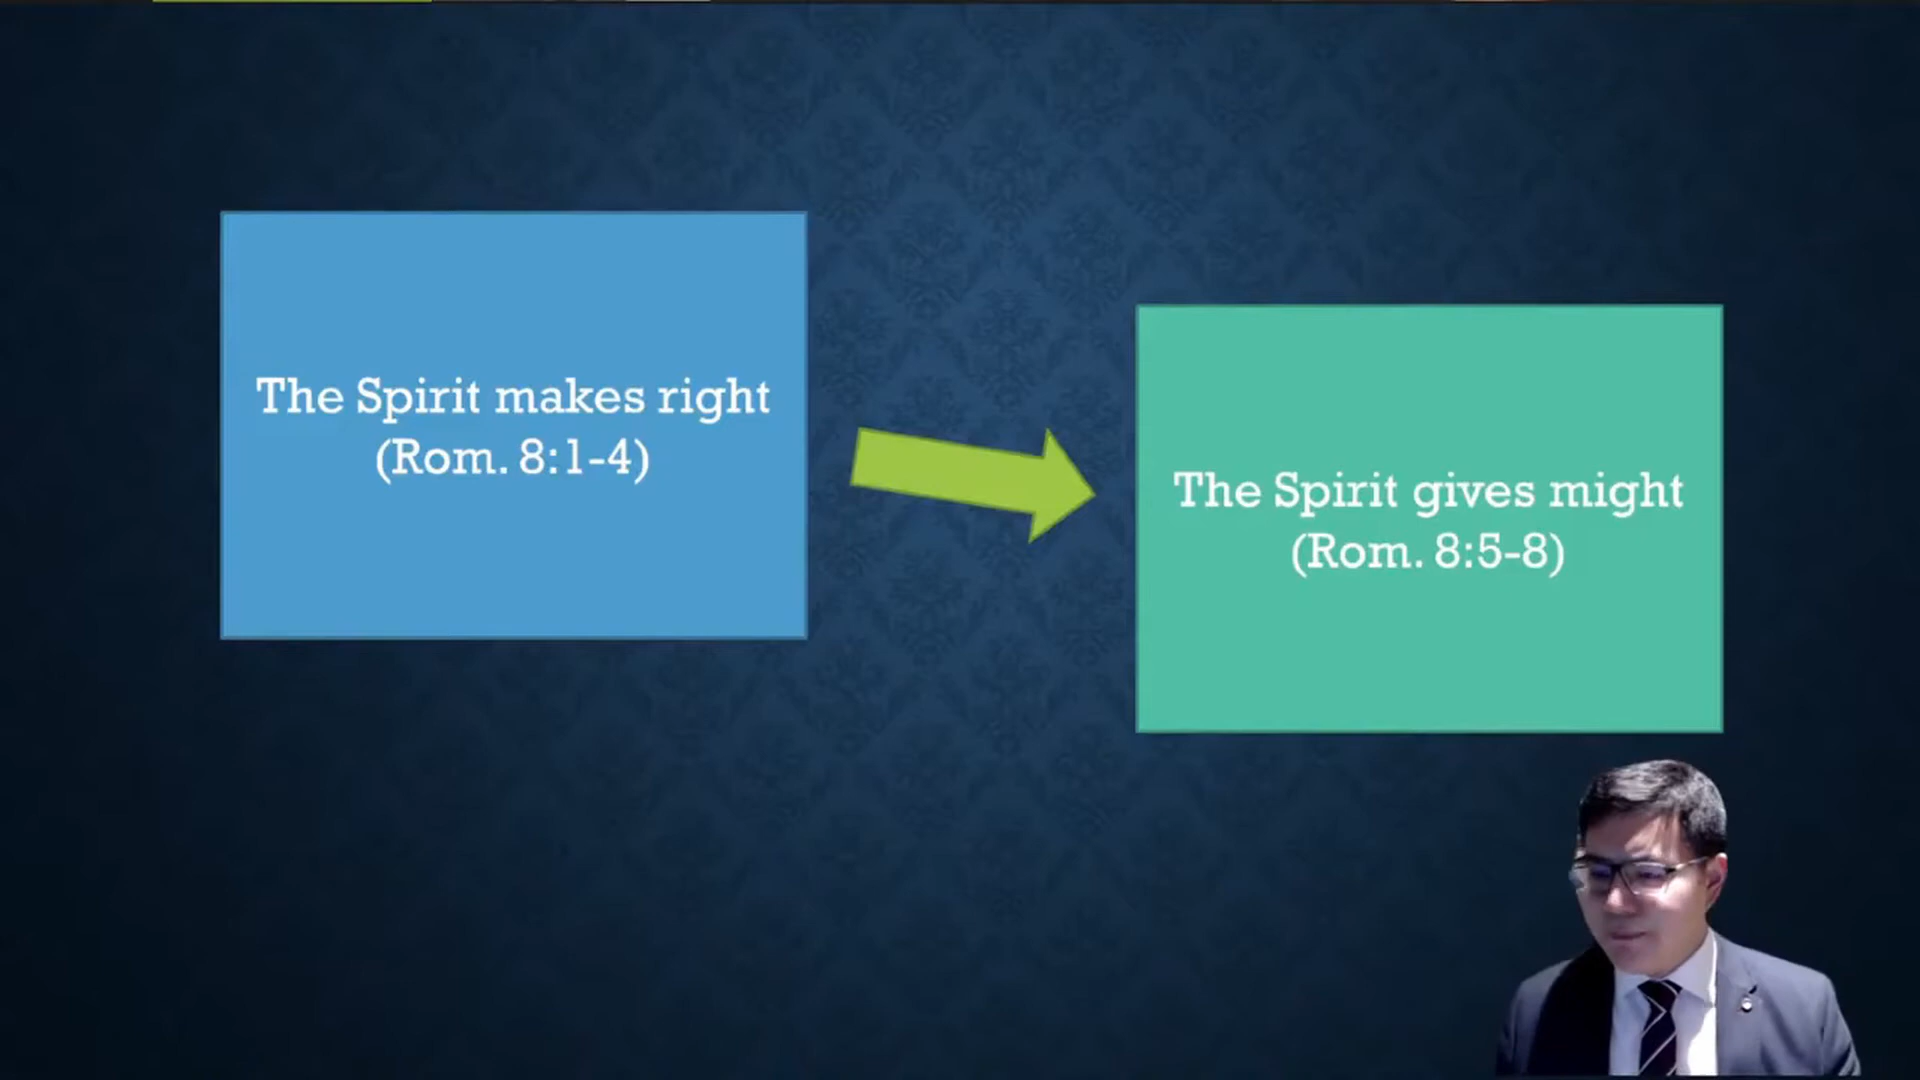 The Spirit makes right
(Rom. 8:1-4)
The Spirit gives might
(Rom. 8:5-8)